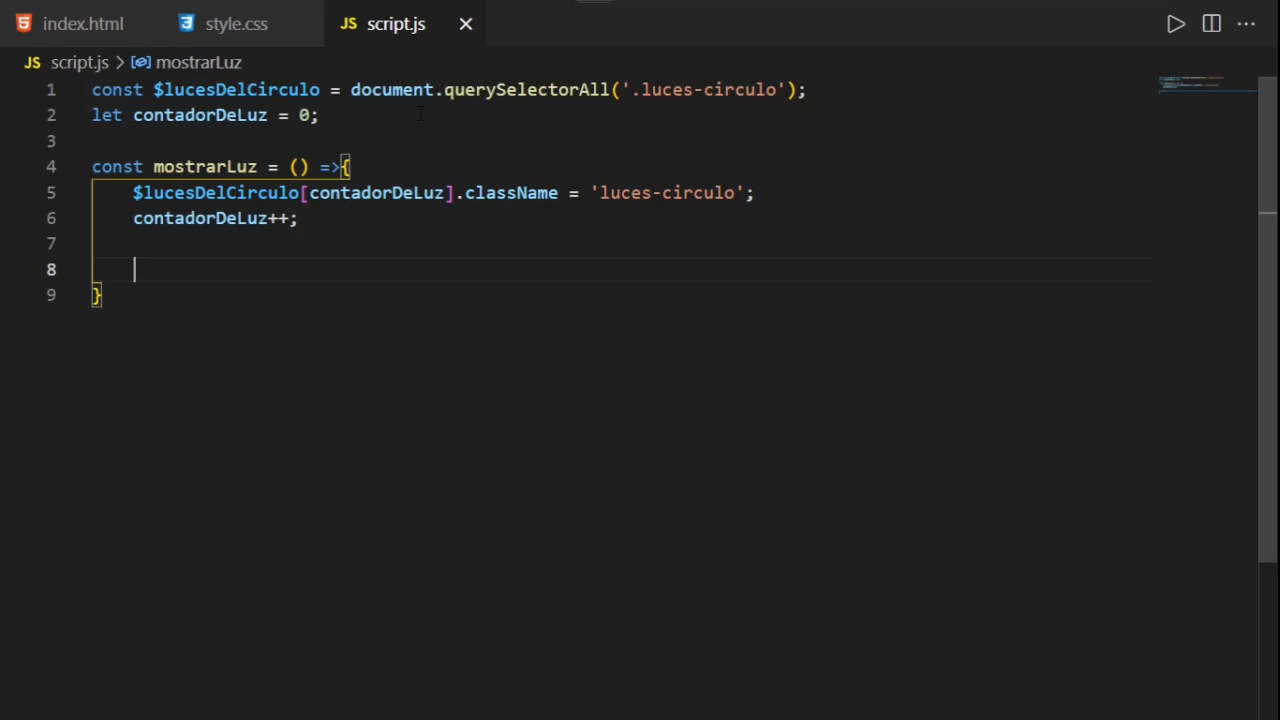 index.html style.css JS script.js
JS script.js > mostrarLuz
1 const $lucesDelCirculo = document.querySelectorAll('.luces-circulo');
2 let contadorDeLuz = 0;
3
4 const mostrarLuz = () =>{
5 $lucesDelCirculo[contadorDeLuz].className = 'luces-circulo';
6 contadorDeLuz++;
7
8
9 }